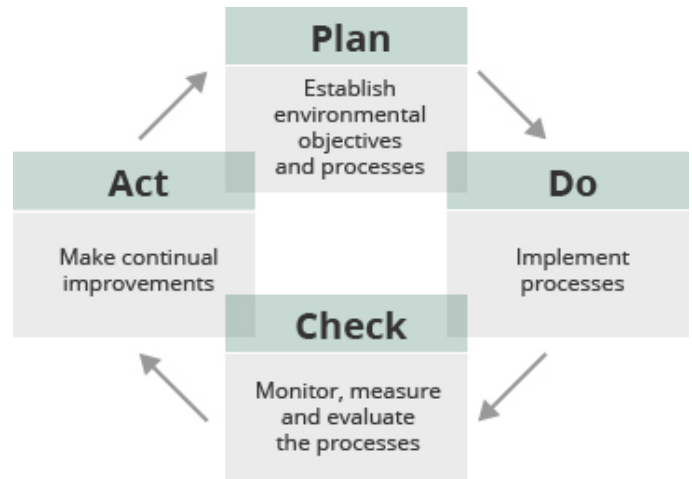 Plan
Establish
environmental
objectives
and processes
Act
Make continual
improvements
Do
Implement
processes
Check
Monitor, measure
and evaluate
the processes